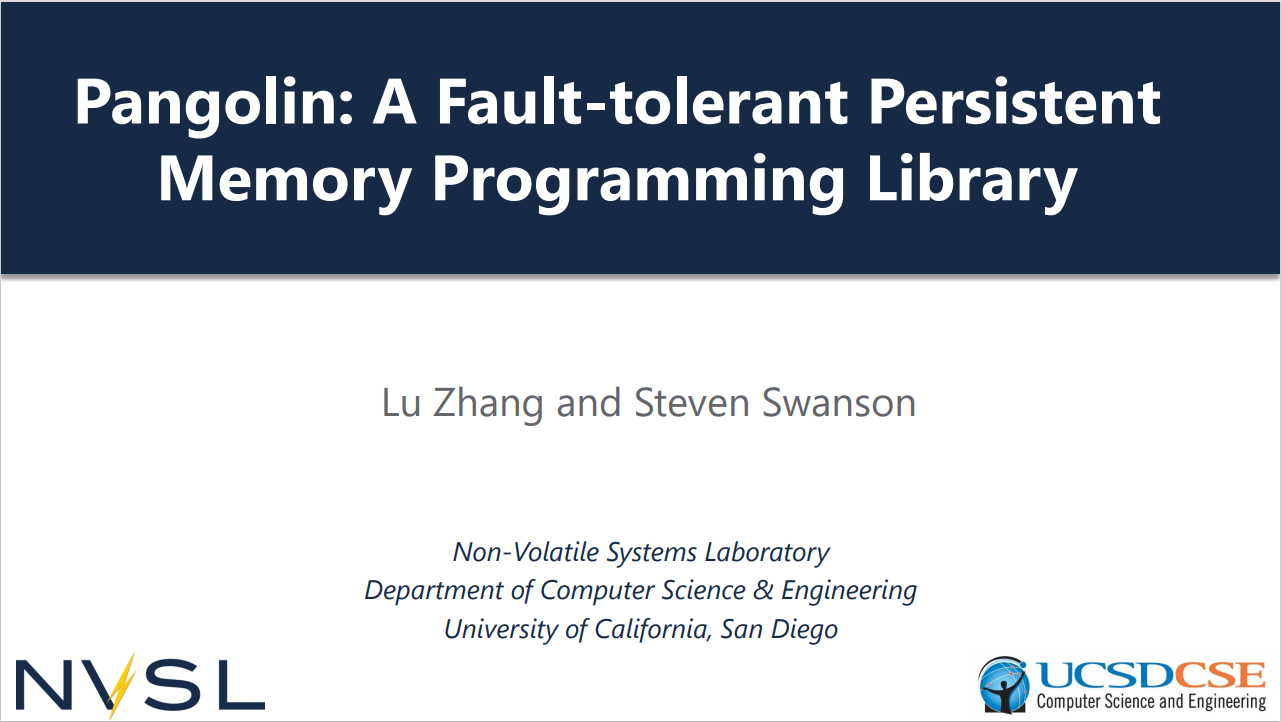 Pangolin: A Fault-tolerant Persistent
Memory Programming Library
Lu Zhang and Steven Swanson
Non-Volatile Systems Laboratory
Department of Computer Science & Engineering
University of California, San Diego
NVSL
UCSDCSE
Computer Science and Engineering